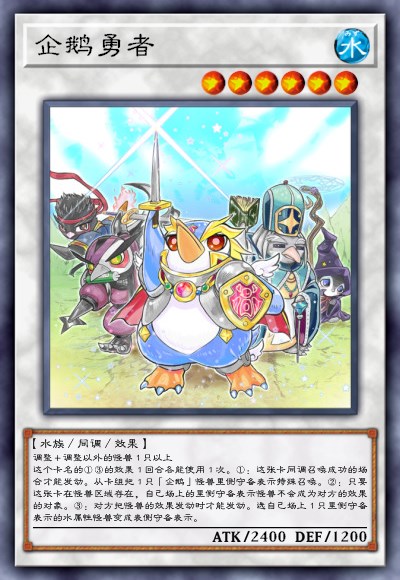 企鹅勇者
水
【水族／同调／效果】
调整＋调整以外的怪兽1只以上
这个卡名的①③的效果1回合各能使用1次。①：这张卡同调召唤成功的场
合才能发动。从卡组把1只「企鹅」怪兽里侧守备表示特殊召唤。②：只要
这张卡在怪兽区域存在，自己场上的里侧守备表示怪兽不会成为对方的效果
的对象。③：对方把怪兽的效果发动时才能发动。选自己场上1只里侧守备
表示的水属性怪兽变成表侧守备表示。
ATK/2400 DEF/1200